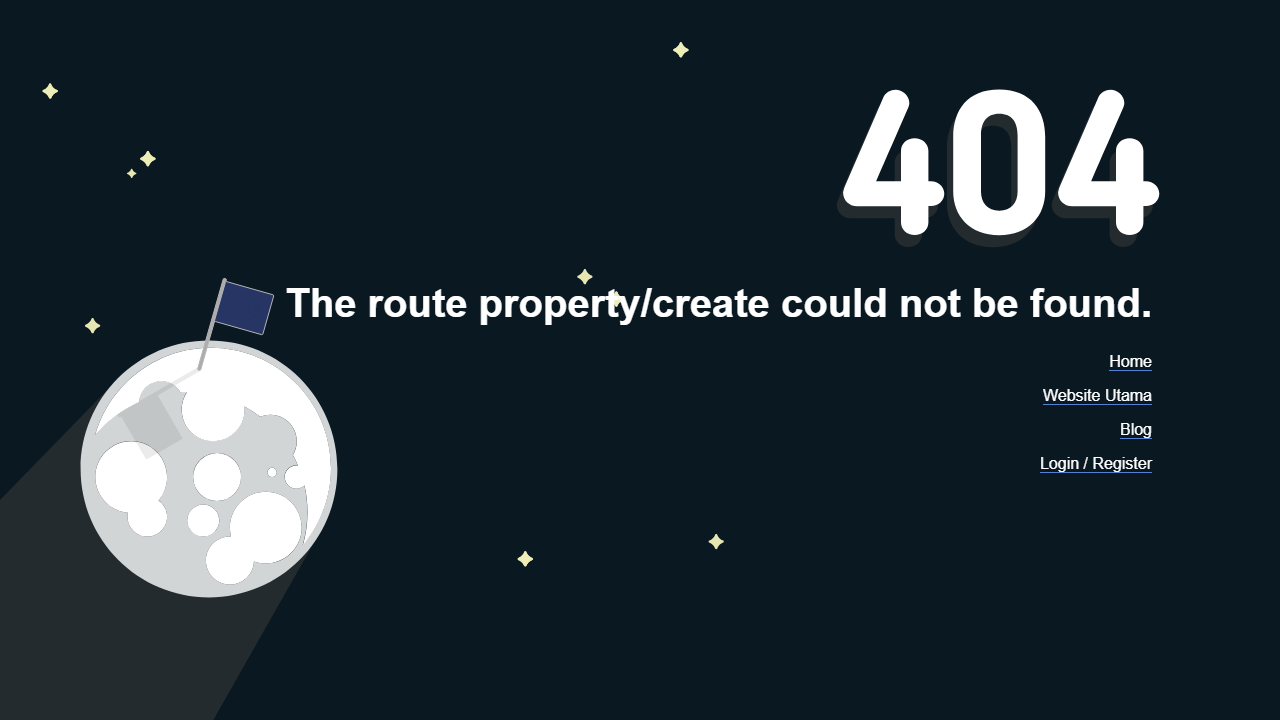 404
The route property/create could not be found.
Home
Website Utama
Blog
Login / Register